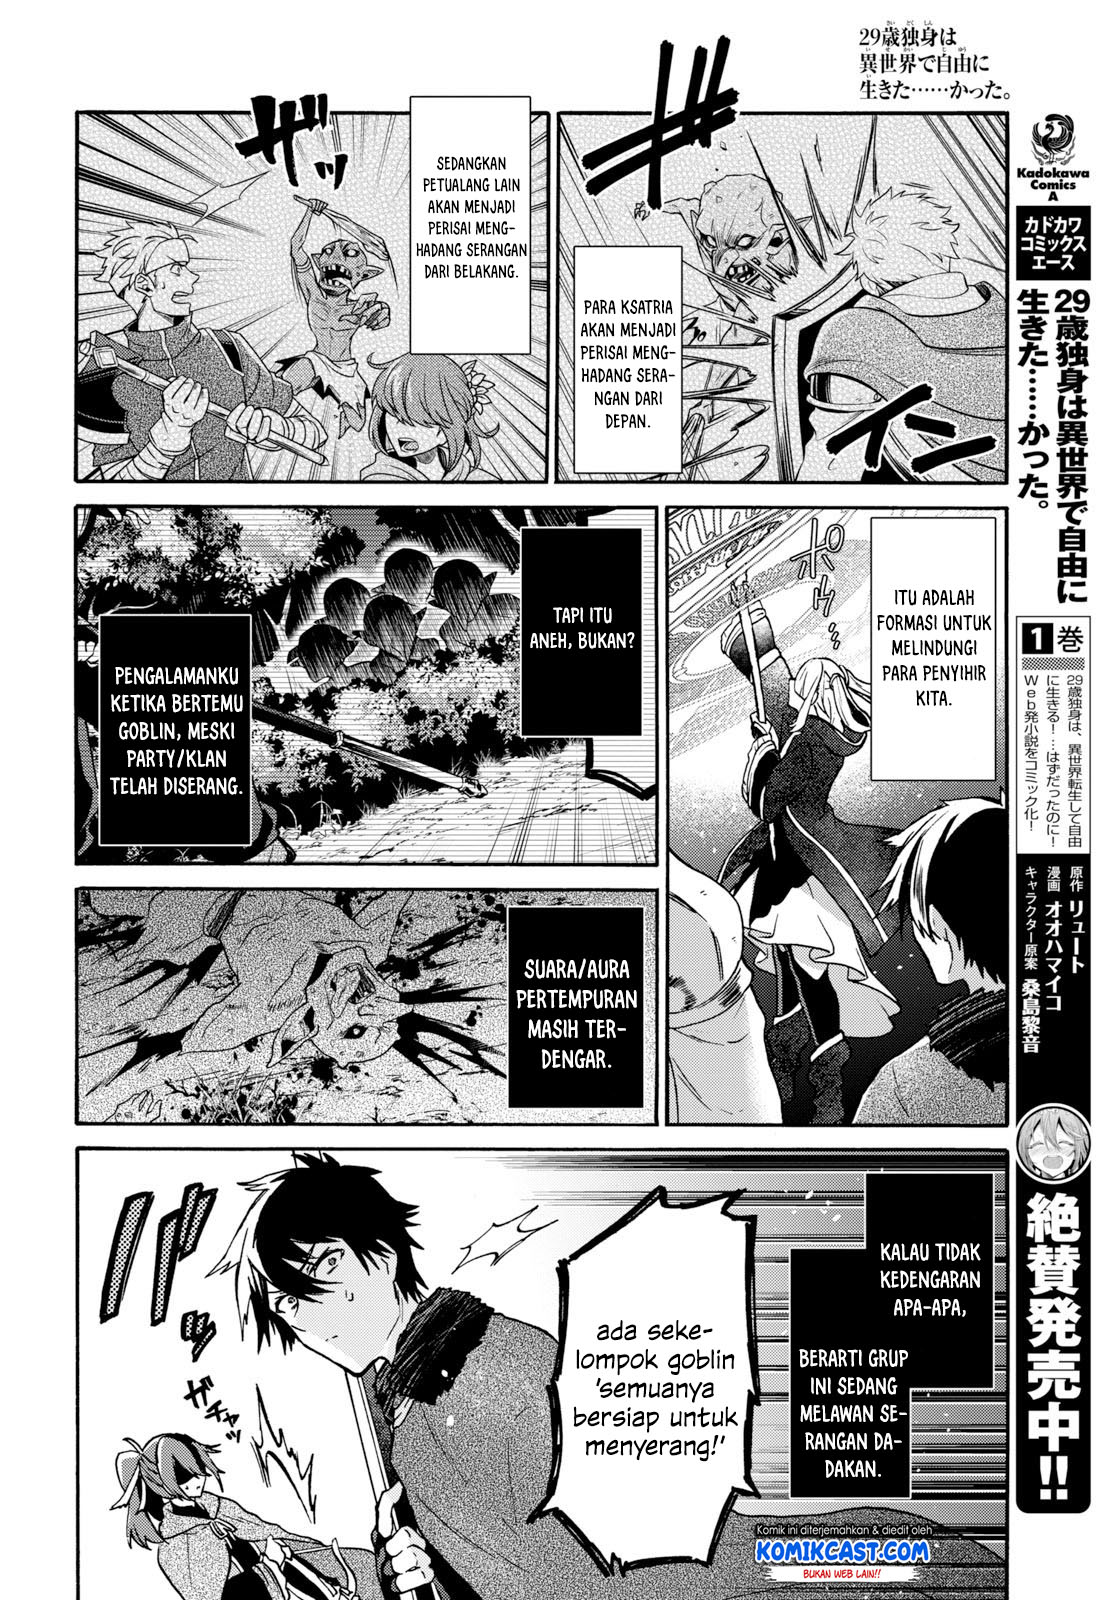 29歳独身は
異世界で自由に
生きた……かった。
PARA KSATRIA
AKAN MENJADI
PERISAI MENG-
HADANG SERA-
NGAN DARI
DEPAN.
SEDANGKAN
PETUALANG LAIN
AKAN MENJADI
PERISAI MENG-
HADANG SERANGAN
DARI BELAKANG.
ITU ADALAH
FORMASI UNTUK
MELINDUNGI
PARA PENYIHIR
KITA.
TAPI ITU
ANEH, BUKAN?
PENGALAMANKU
KETIKA BERTEMU
GOBLIN, MESKI
PARTY/KLAN
TELAH DISERANG.
SUARA/AURA
PERTEMPURAN
MASIH TER-
DENGAR.
KALAU TIDAK
KEDENGARAN
APA-APA,
BERARTI GRUP
INI SEDANG
MELAWAN SE-
RANGAN DA-
DAKAN.
ada seke-
lompok goblin
'semuanya
bersiap untuk
menyerang!'
ザッ
ガチャッ
Komik ini diterjemahkan & diedit oleh
KOMIKCAST.COM
BUKAN WEB LAIN!!
Kadokawa
Comics
A
カドカワ
コミックス
エース
29歳独身は異世界で自由に
生きた……かった。
1巻
29歳独身は、異世界転生して自由
に生きる！…はずだったのに！
Web発小説をコミック化！
原作 リュート
漫画 オオハマイコ
キャラクター原案 桑島黎音
絶賛発売中!!